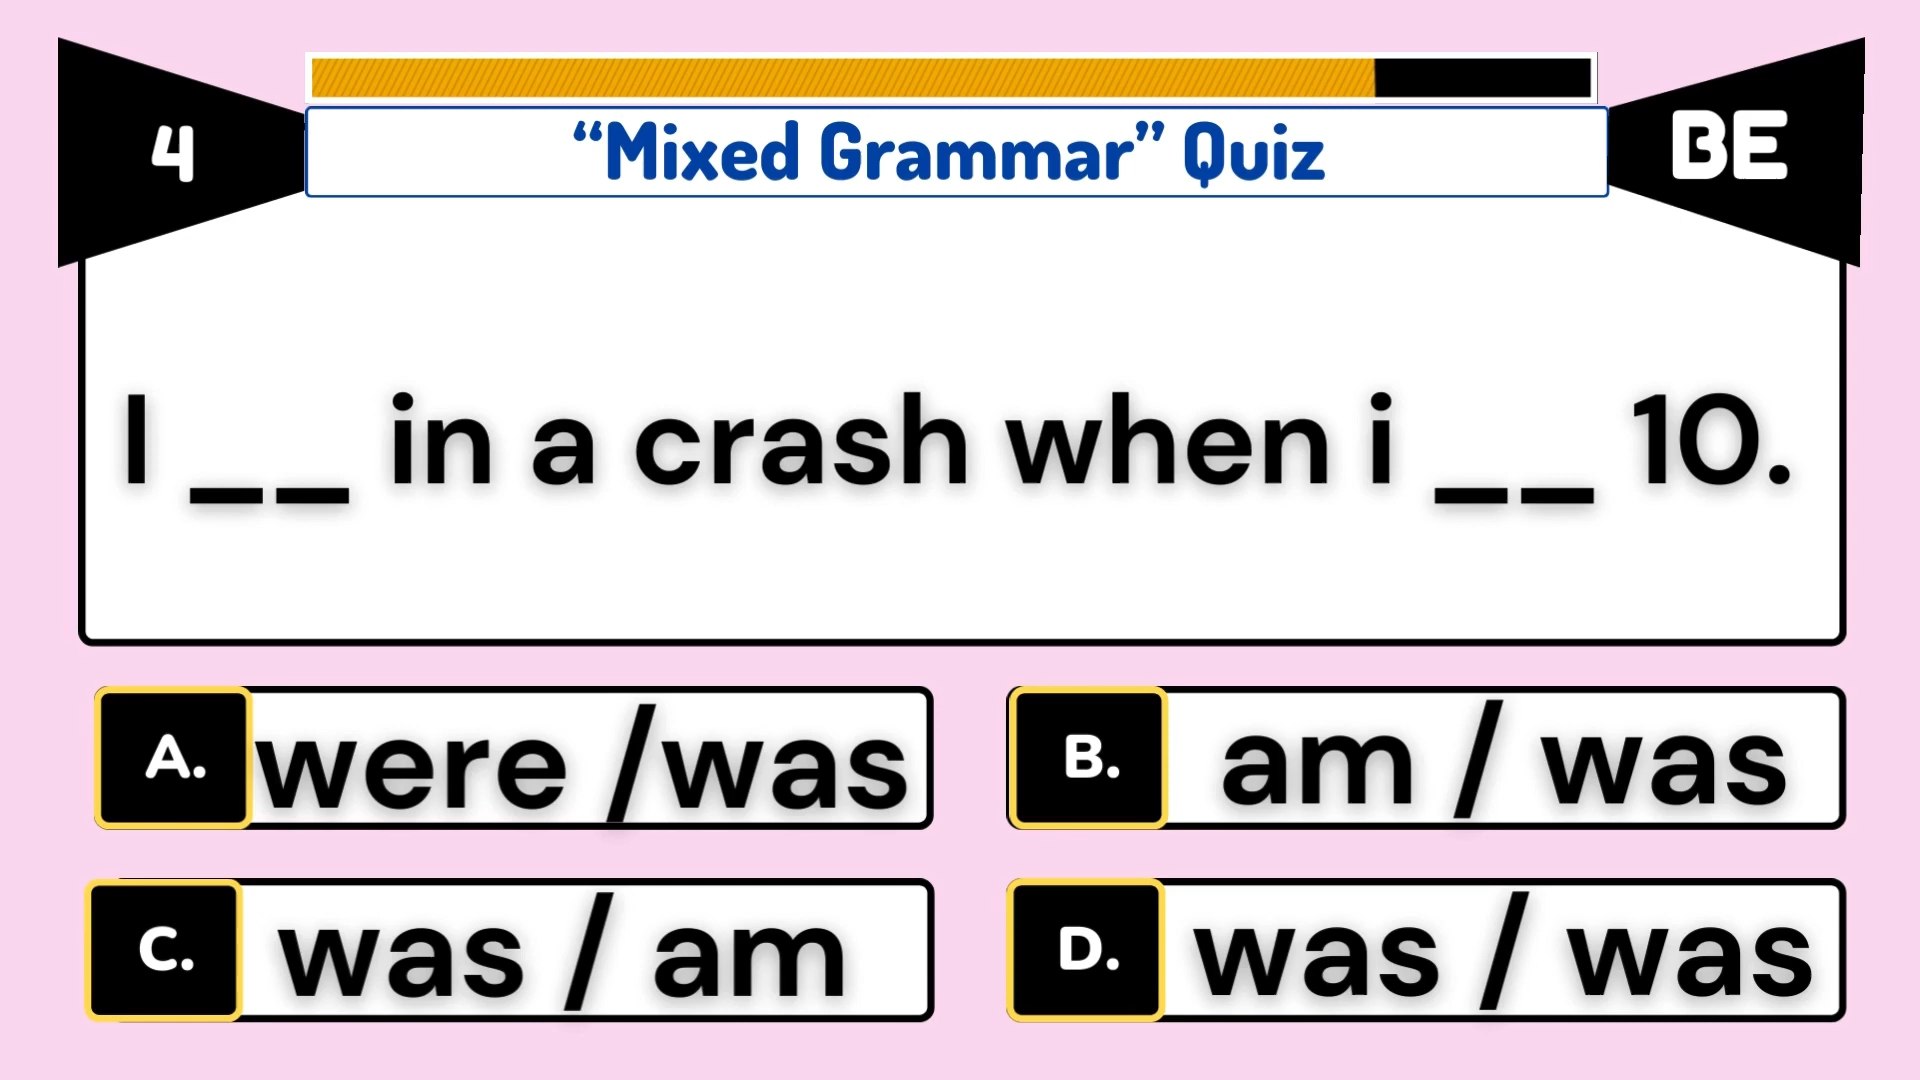 4
“Mixed Grammar” Quiz
BE
I __ in a crash when i __ 10.
A. were /was
B. am / was
C. was / am
D. was / was